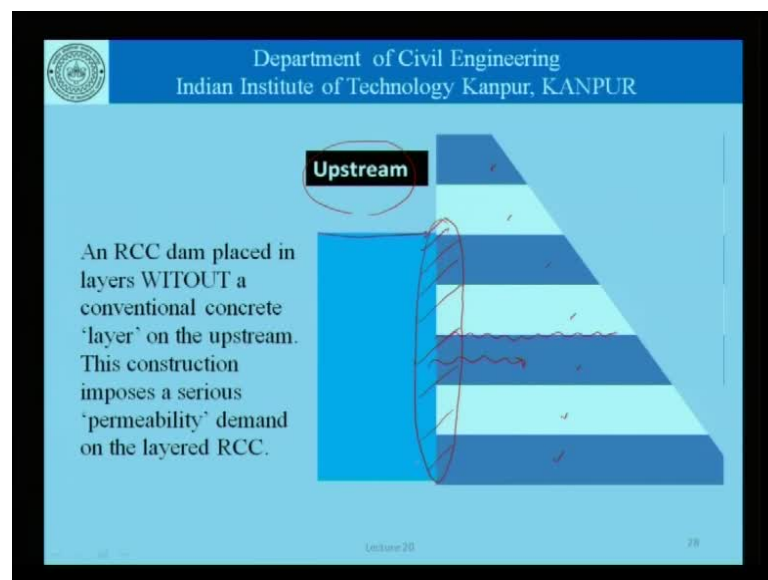 Department of Civil Engineering
Indian Institute of Technology Kanpur, KANPUR
Upstream
An RCC dam placed in
layers WITOUT a
conventional concrete
‘layer’ on the upstream.
This construction
imposes a serious
‘permeability’ demand
on the layered RCC.
Lecture 20
28